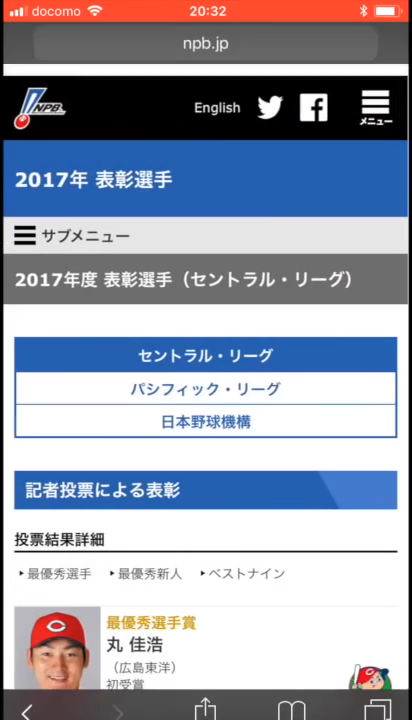 docomo 20:32
npb.jp
NPB
English
メニュー
2017年 表彰選手
サブメニュー
2017年度 表彰選手（セントラル・リーグ）
セントラル・リーグ
パシフィック・リーグ
日本野球機構
記者投票による表彰
投票結果詳細
最優秀選手 最優秀新人 ベストナイン
最優秀選手賞
丸 佳浩
（広島東洋）
初受賞